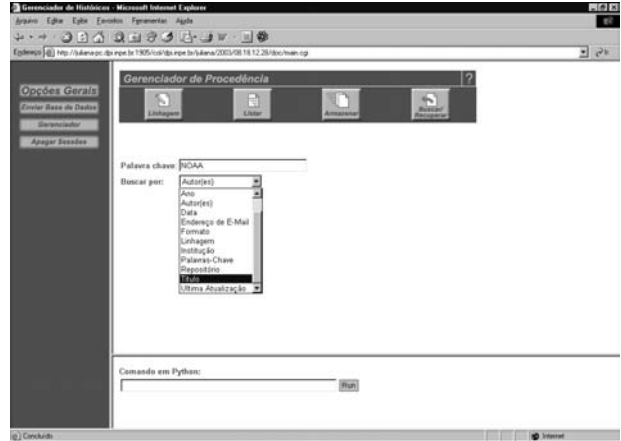 Gerenciador de Históricos - Microsoft Internet Explorer
Arquivo Editar Exibir Favoritos Ferramentas Ajuda
Endereço
Gerenciador de Procedência ?
Linhagem Listar Armazenar Buscar/Recuperar
Opções Gerais
Enviar Base de Dados
Gerenciador
Apagar Sessões
Palavra chave: NOAA
Buscar por: Autor(es)
Ano
Autor(es)
Data
Endereço de E-Mail
Formato
Linhagem
Instituição
Palavras-Chave
Repositório
Título
Última Atualização
Comando em Python:
Run
Concluído Internet